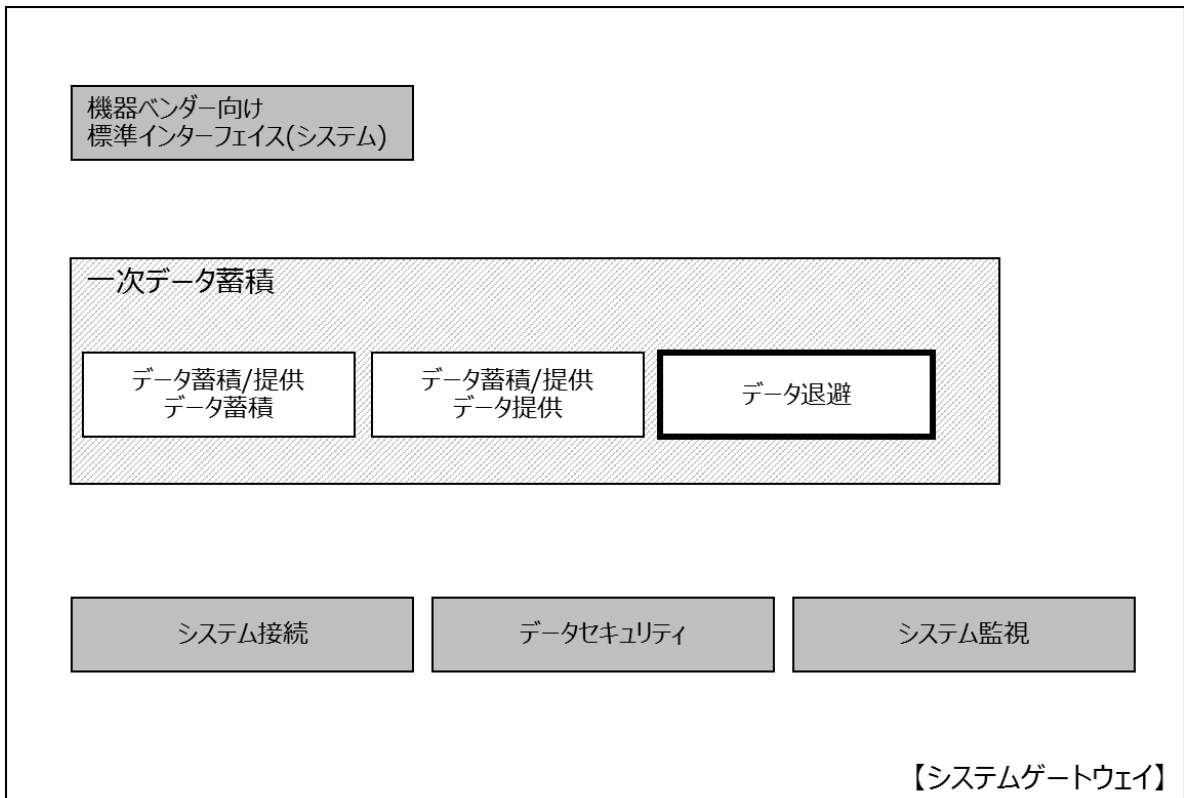 機器ベンダー向け
標準インターフェイス(システム)
一次データ蓄積
データ蓄積/提供
データ蓄積
データ蓄積/提供
データ提供
データ退避
システム接続
データセキュリティ
システム監視
【システムゲートウェイ】